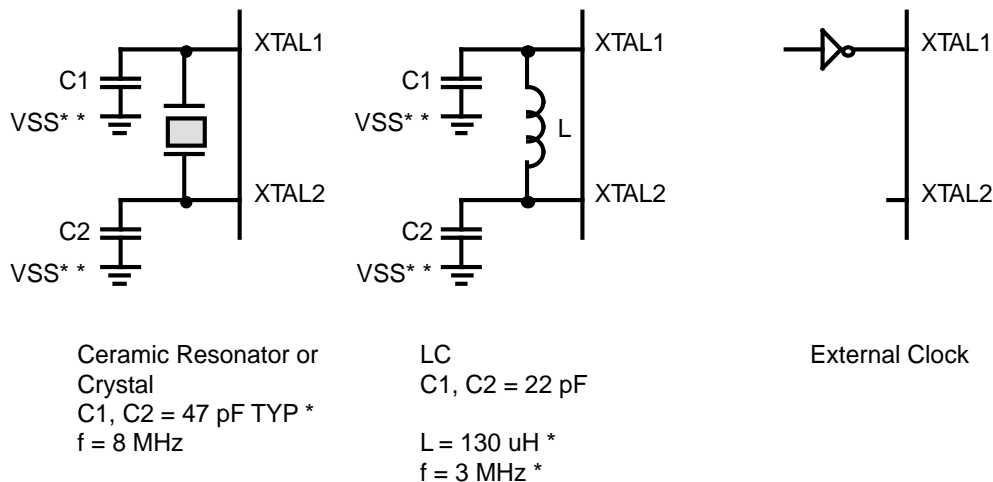 XTAL1
C1
VSS* *
XTAL2
C2
VSS* *
Ceramic Resonator or
Crystal
C1, C2 = 47 pF TYP *
f = 8 MHz
XTAL1
C1
VSS* *
L
XTAL2
C2
VSS* *
LC
C1, C2 = 22 pF
L = 130 uH *
f = 3 MHz *
XTAL1
XTAL2
External Clock